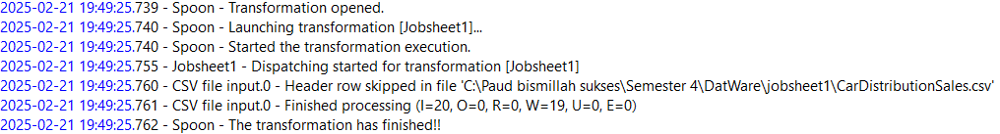 2025-02-21 19:49:25.739 - Spoon - Transformation opened.
2025-02-21 19:49:25.740 - Spoon - Launching transformation [Jobsheet1]...
2025-02-21 19:49:25.740 - Spoon - Started the transformation execution.
2025-02-21 19:49:25.755 - Jobsheet1 - Dispatching started for transformation [Jobsheet1]
2025-02-21 19:49:25.760 - CSV file input.0 - Header row skipped in file 'C:\Paud bismillah sukses\Semester 4\DatWare\jobsheet1\CarDistributionSales.csv'
2025-02-21 19:49:25.761 - CSV file input.0 - Finished processing (I=20, O=0, R=0, W=19, U=0, E=0)
2025-02-21 19:49:25.762 - Spoon - The transformation has finished!!